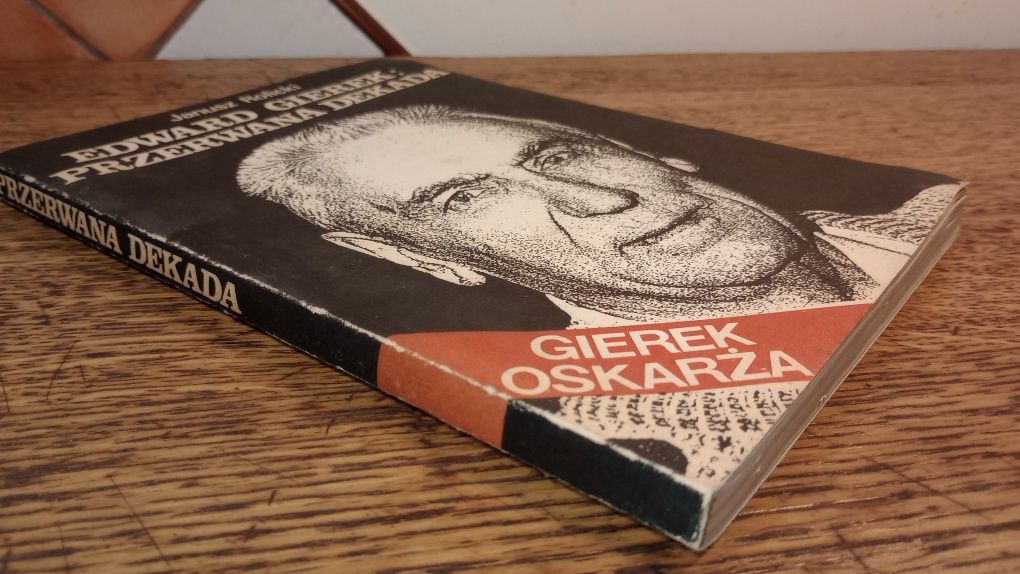 Janusz Rolicki
EDWARD GIEREK:
PRZERWANA DEKADA
PRZERWANA DEKADA
GIEREK
OSKARŻA